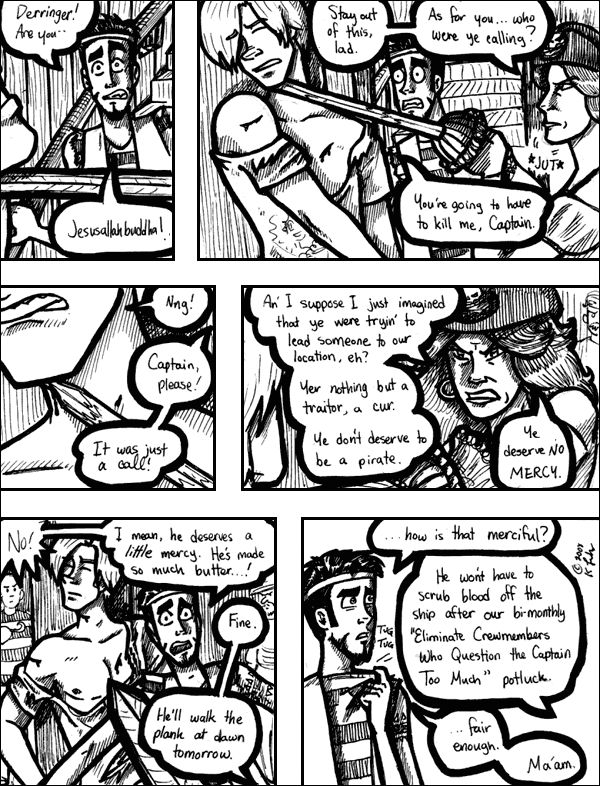 Derringer!
Are you--
Jesusallahbuddha!
Stay out
of this,
lad.
As for you... who
were ye calling?
*JUT*
You're going to have
to kill me, Captain.
Nng!
Captain,
please!
It was just
a call!
An' I suppose I just imagined
that ye were tryin' to
lead someone to our
location, eh?
Yer nothing but a
traitor, a cur.
Ye don't deserve to
be a pirate.
Ye
deserve NO
MERCY.
No!
I mean, he deserves a
little mercy. He's made
so much butter...!
Fine.
He'll walk the
plank at dawn
tomorrow.
...how is that merciful?
He won't have to
scrub blood off the
ship after our bi-monthly
"Eliminate Crewmembers
Who Question the Captain
Too Much" potluck.
TUG
TUG
...fair
enough.
Ma'am.